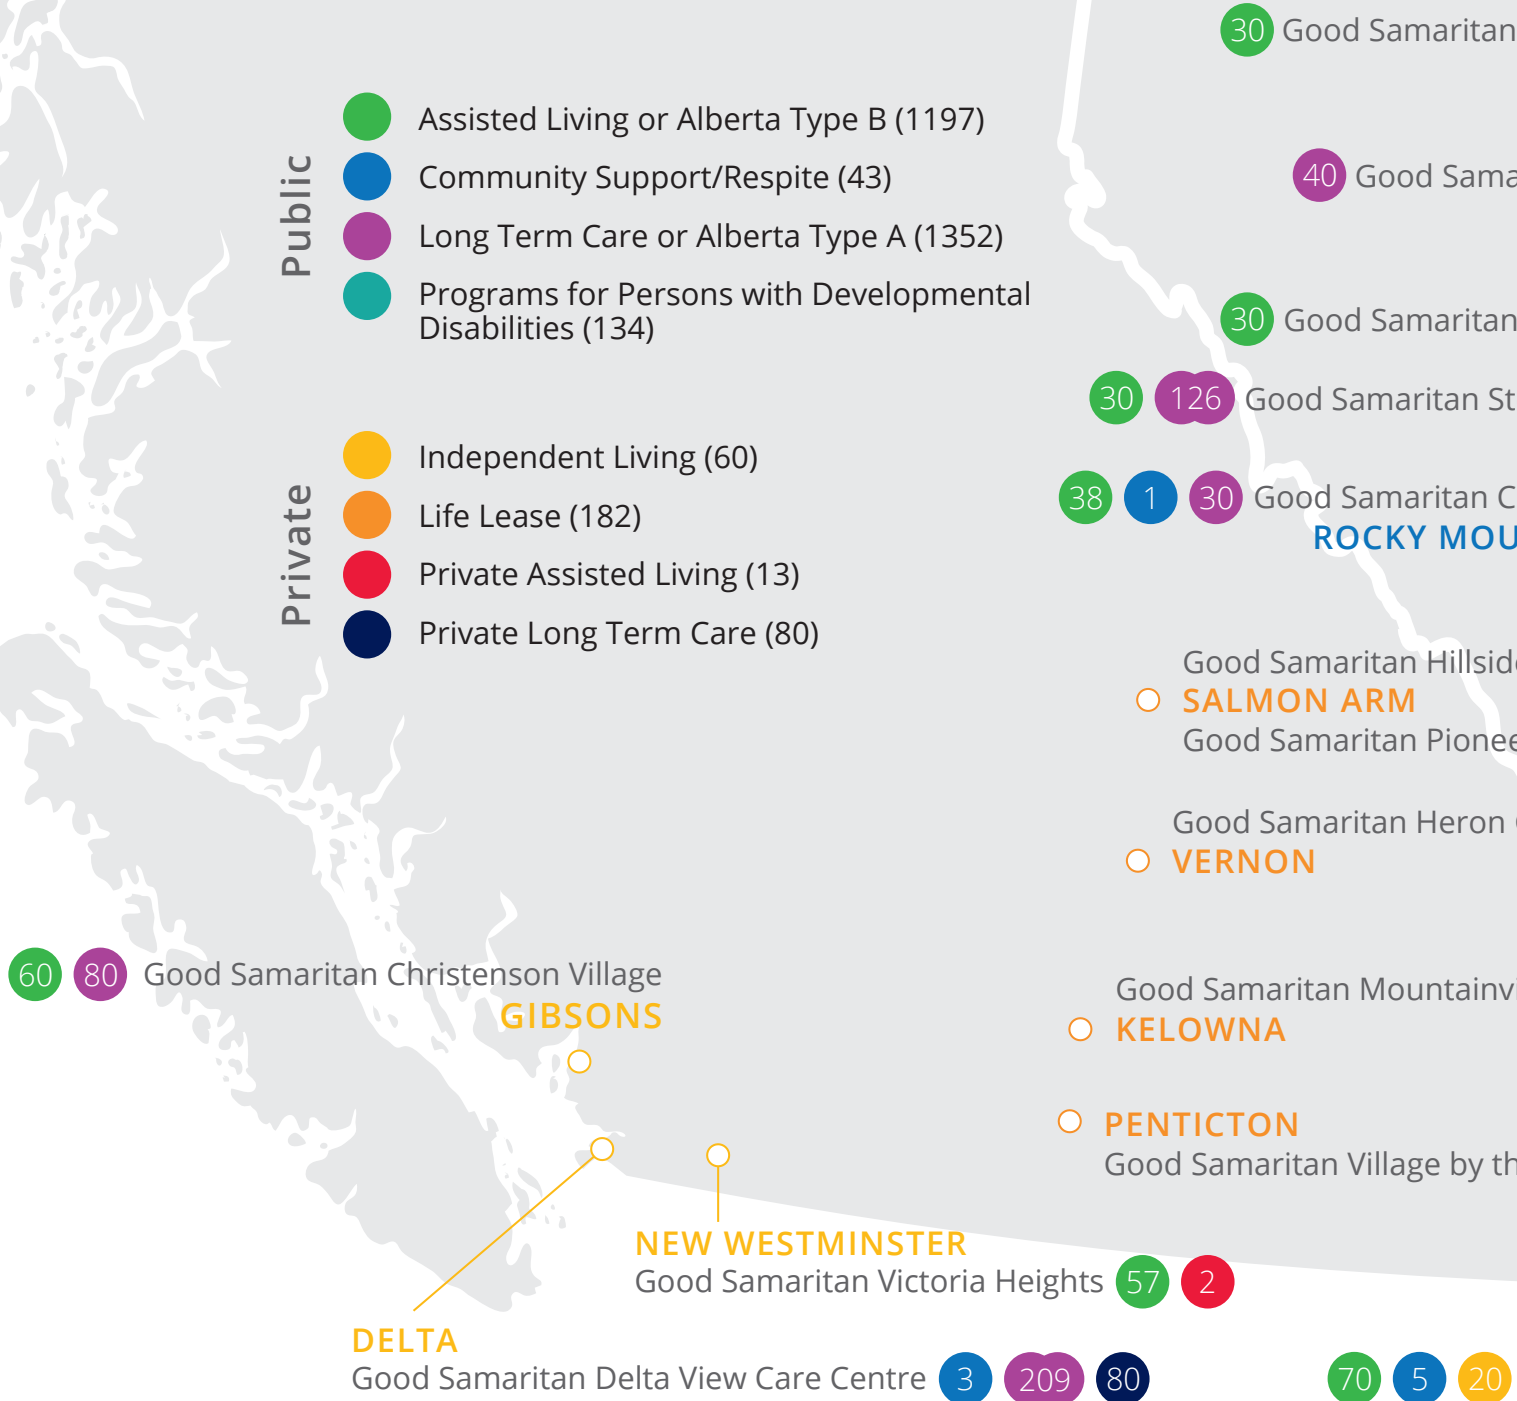 30 Good Samaritan
Public
Assisted Living or Alberta Type B (1197)
Community Support/Respite (43)
Long Term Care or Alberta Type A (1352)
Programs for Persons with Developmental
Disabilities (134)
40 Good Sama
30 Good Samaritan
30 126 Good Samaritan St
Private
Independent Living (60)
Life Lease (182)
Private Assisted Living (13)
Private Long Term Care (80)
38 1 30 Good Samaritan C
ROCKY MOU
Good Samaritan Hillside
SALMON ARM
Good Samaritan Pionee
Good Samaritan Heron
VERNON
60 80 Good Samaritan Christenson Village
GIBSONS
Good Samaritan Mountainvi
KELOWNA
PENTICTON
Good Samaritan Village by th
NEW WESTMINSTER
Good Samaritan Victoria Heights 57 2
DELTA
Good Samaritan Delta View Care Centre 3 209 80
70 5 20